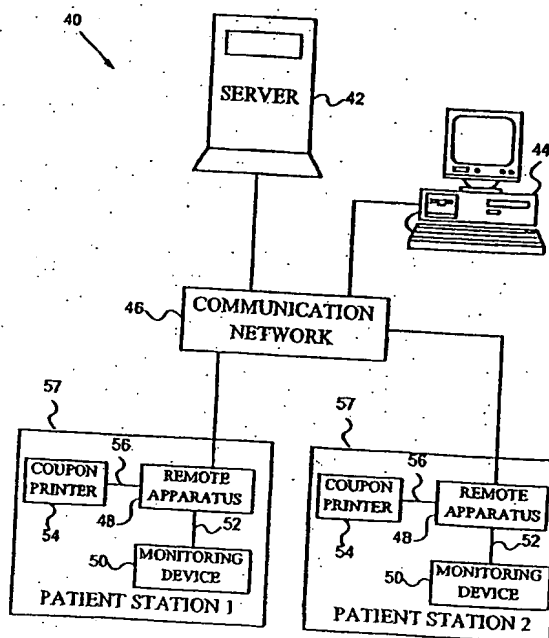 40
SERVER
42
44
46
COMMUNICATION
NETWORK
57
COUPON
PRINTER
56
REMOTE
APPARATUS
54
48
52
50
MONITORING
DEVICE
PATIENT STATION 1
57
COUPON
PRINTER
56
REMOTE
APPARATUS
54
48
52
50
MONITORING
DEVICE
PATIENT STATION 2